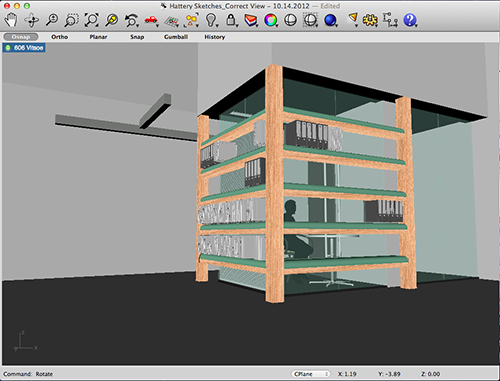 Hattery Sketches_Correct View - 10.14.2012 — Edited
Osnap Ortho Planar Snap Gumball History
606 Vitsoe
z
y x
Command: Rotate CPlane X: 1.19 Y: -3.89 Z: 0.00